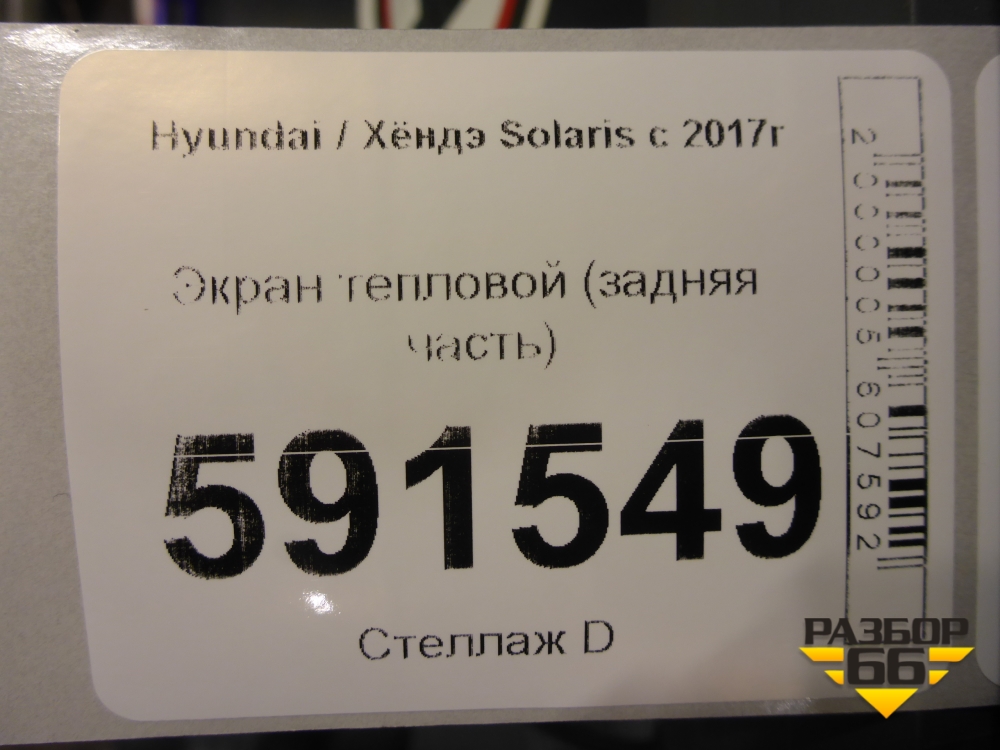 Hyundai / Хёндэ Solaris с 2017г
Экран тепловой (задняя
часть)
591549
Стеллаж D
2000005607592
РАЗБОР
66